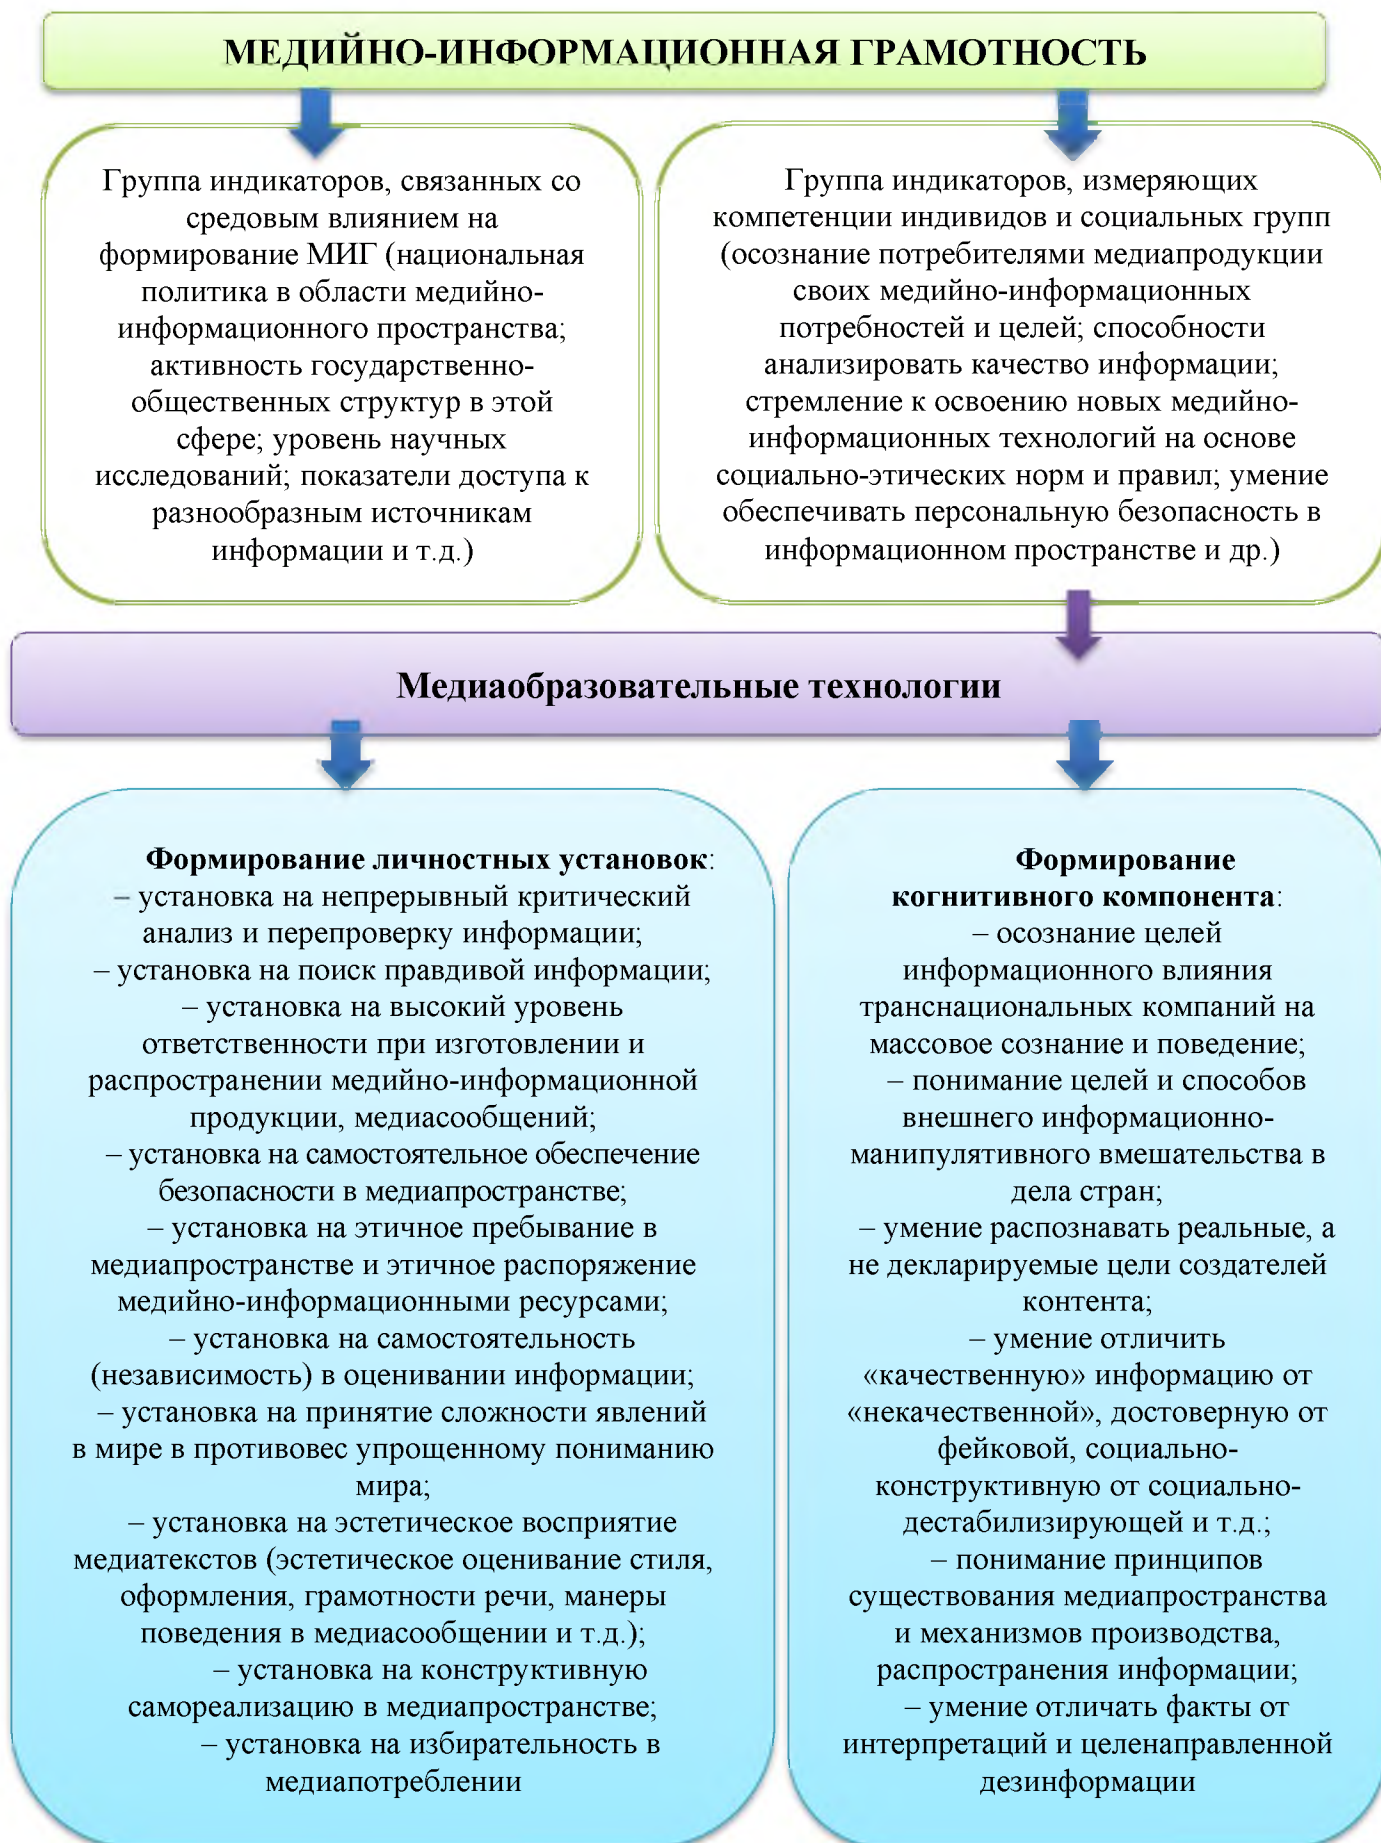 МЕДИЙНО-ИНФОРМАЦИОННАЯ ГРАМОТНОСТЬ
Группа индикаторов, связанных со
средовым влиянием на
формирование МИГ (национальная
политика в области медийно-
информационного пространства;
активность государственно-
общественных структур в этой
сфере; уровень научных
исследований; показатели доступа к
разнообразным источникам
информации и т.д.)
Группа индикаторов, измеряющих
компетенции индивидов и социальных групп
(осознание потребителями медиапродукции
своих медийно-информационных
потребностей и целей; способности
анализировать качество информации;
стремление к освоению новых медийно-
информационных технологий на основе
социально-этических норм и правил; умение
обеспечивать персональную безопасность в
информационном пространстве и др.)
Медиаобразовательные технологии
Формирование личностных установок:
– установка на непрерывный критический
анализ и перепроверку информации;
– установка на поиск правдивой информации;
– установка на высокий уровень
ответственности при изготовлении и
распространении медийно-информационной
продукции, медиасообщений;
– установка на самостоятельное обеспечение
безопасности в медиапространстве;
– установка на этичное пребывание в
медиапространстве и этичное распоряжение
медийно-информационными ресурсами;
– установка на самостоятельность
(независимость) в оценивании информации;
– установка на принятие сложности явлений
в мире в противовес упрощенному пониманию
мира;
– установка на эстетическое восприятие
медиатекстов (эстетическое оценивание стиля,
оформления, грамотности речи, манеры
поведения в медиасообщении и т.д.);
– установка на конструктивную
самореализацию в медиапространстве;
– установка на избирательность в
медиапотреблении
Формирование
когнитивного компонента:
– осознание целей
информационного влияния
транснациональных компаний на
массовое сознание и поведение;
– понимание целей и способов
внешнего информационно-
манипулятивного вмешательства в
дела стран;
– умение распознавать реальные, а
не декларируемые цели создателей
контента;
– умение отличить
«качественную» информацию от
«некачественной», достоверную от
фейковой, социально-
конструктивную от социально-
дестабилизирующей и т.д.;
– понимание принципов
существования медиапространства
и механизмов производства,
распространения информации;
– умение отличать факты от
интерпретаций и целенаправленной
дезинформации